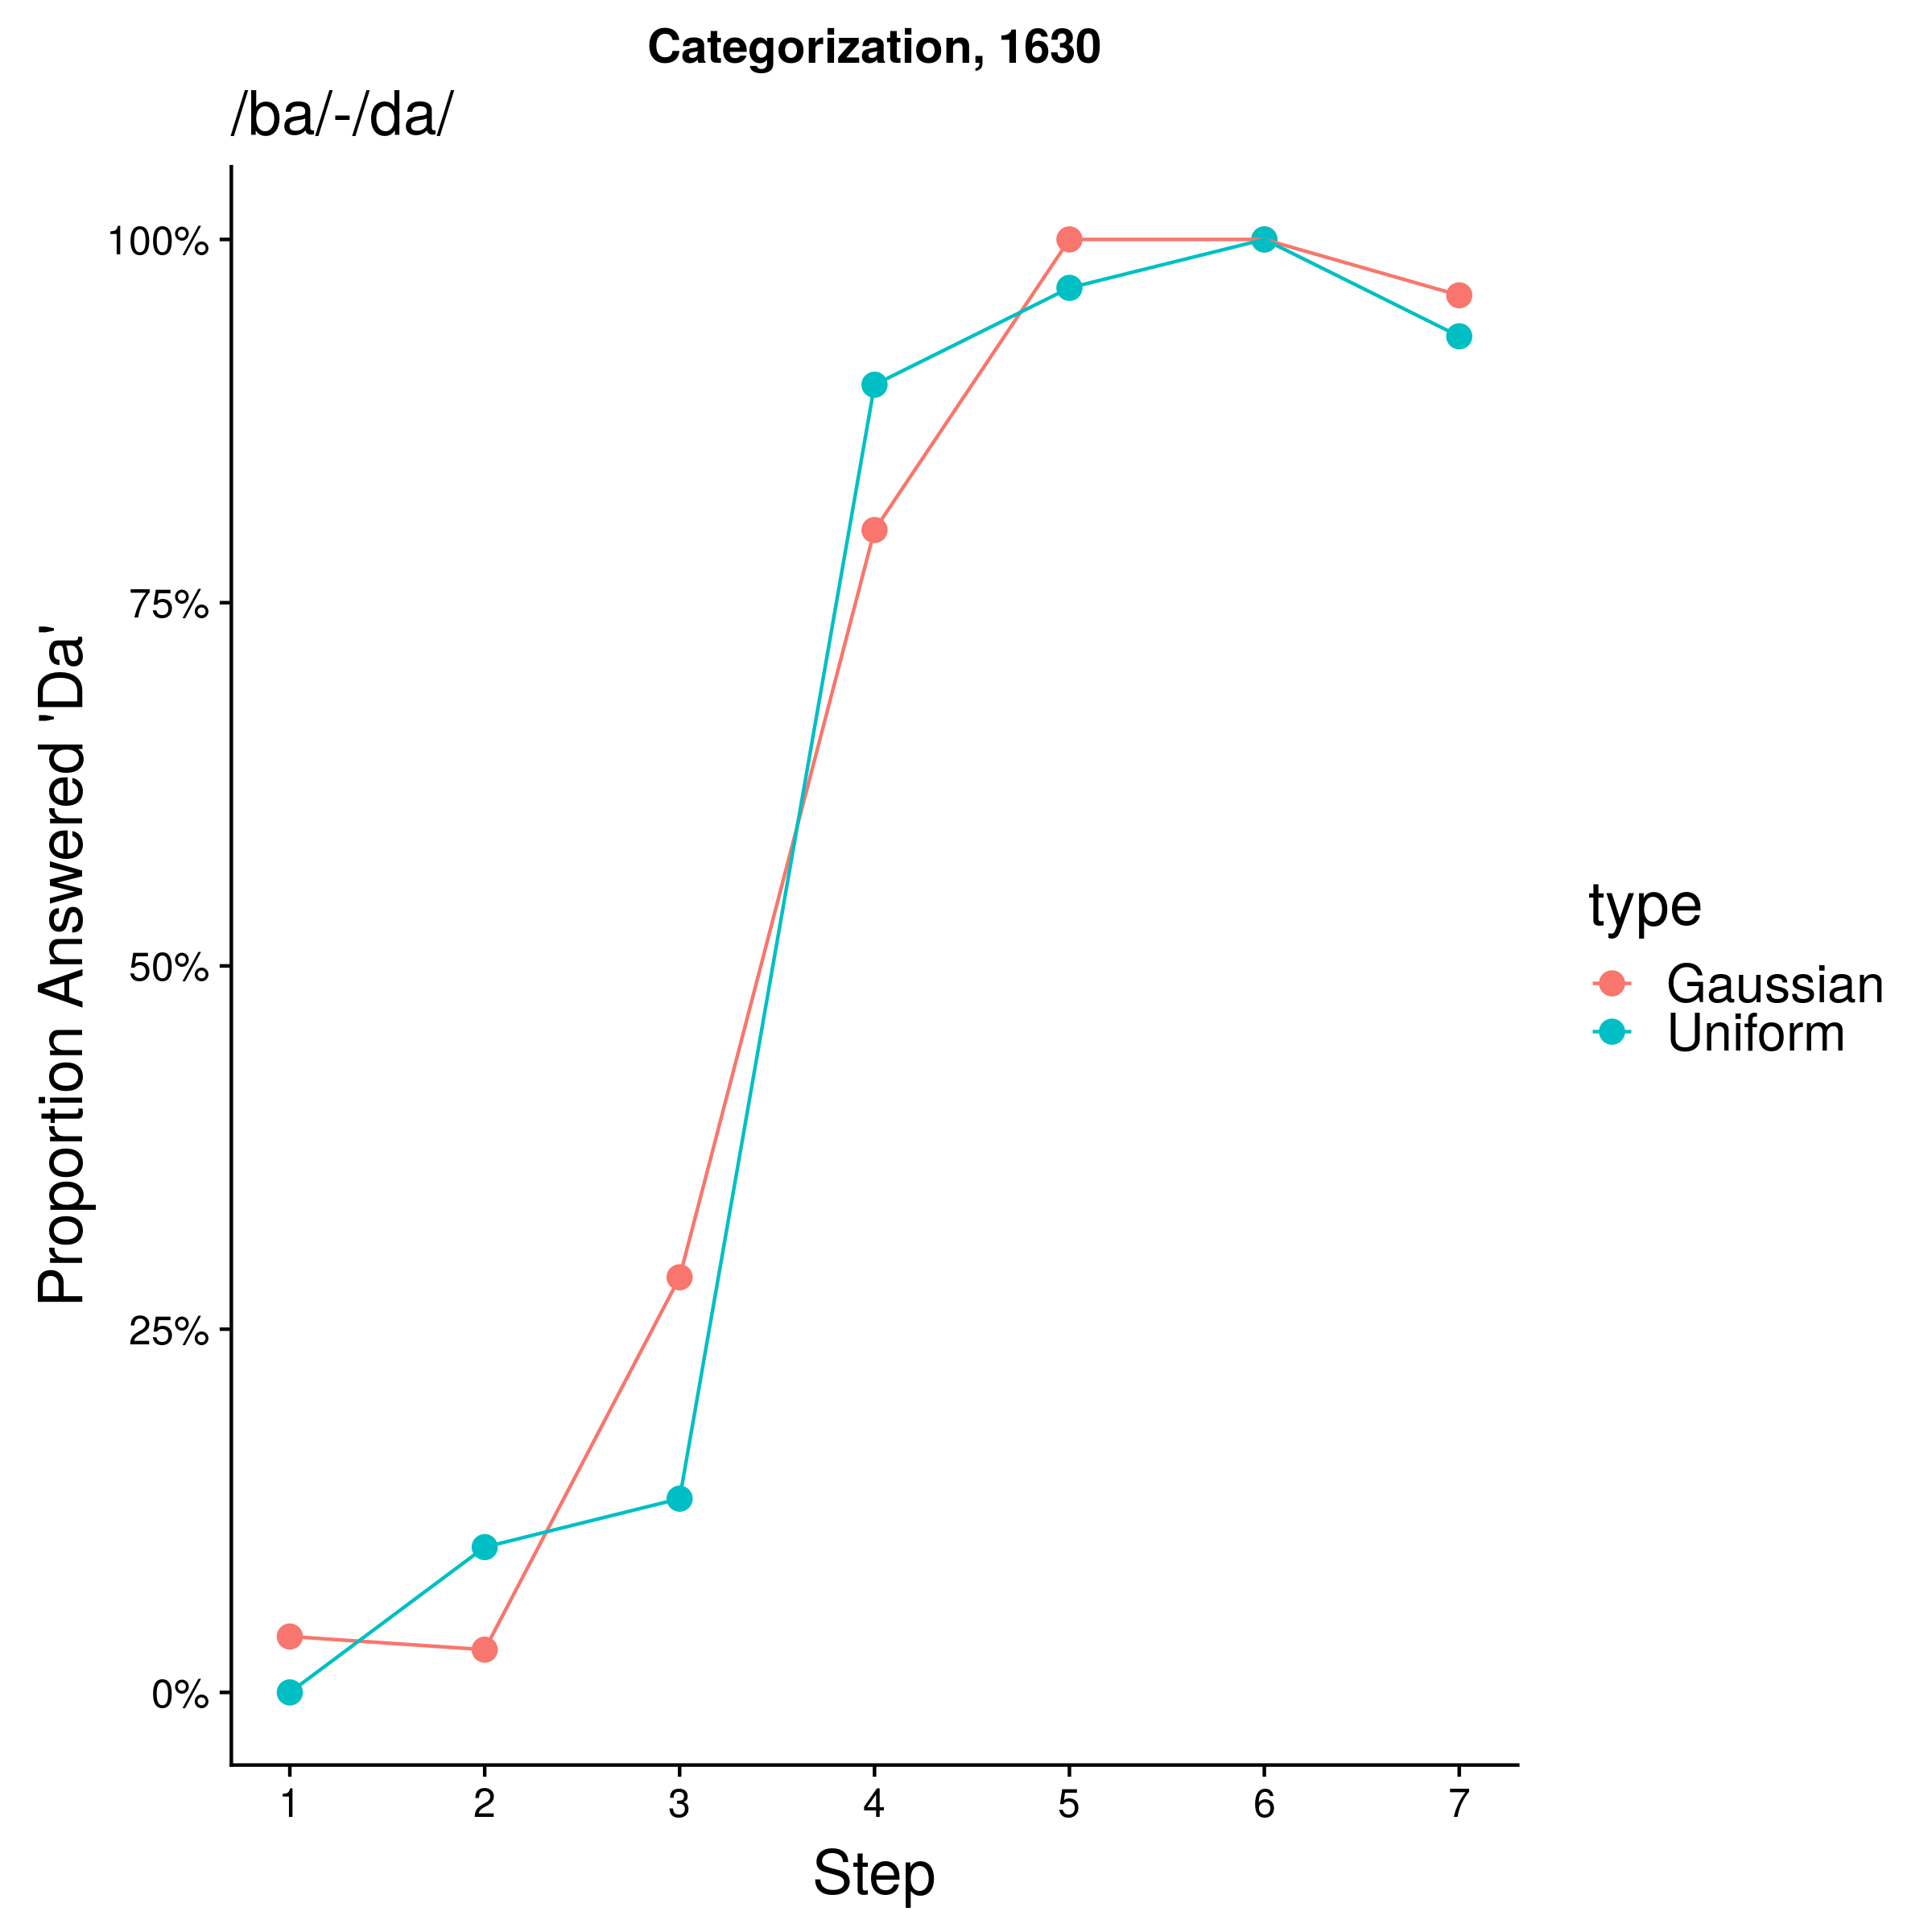 Categorization, 1630
/ba/-/da/
Proportion Answered 'Da'
100%
75%
50%
25%
0%
1 2 3 4 5 6 7
Step
type
Gaussian
Uniform